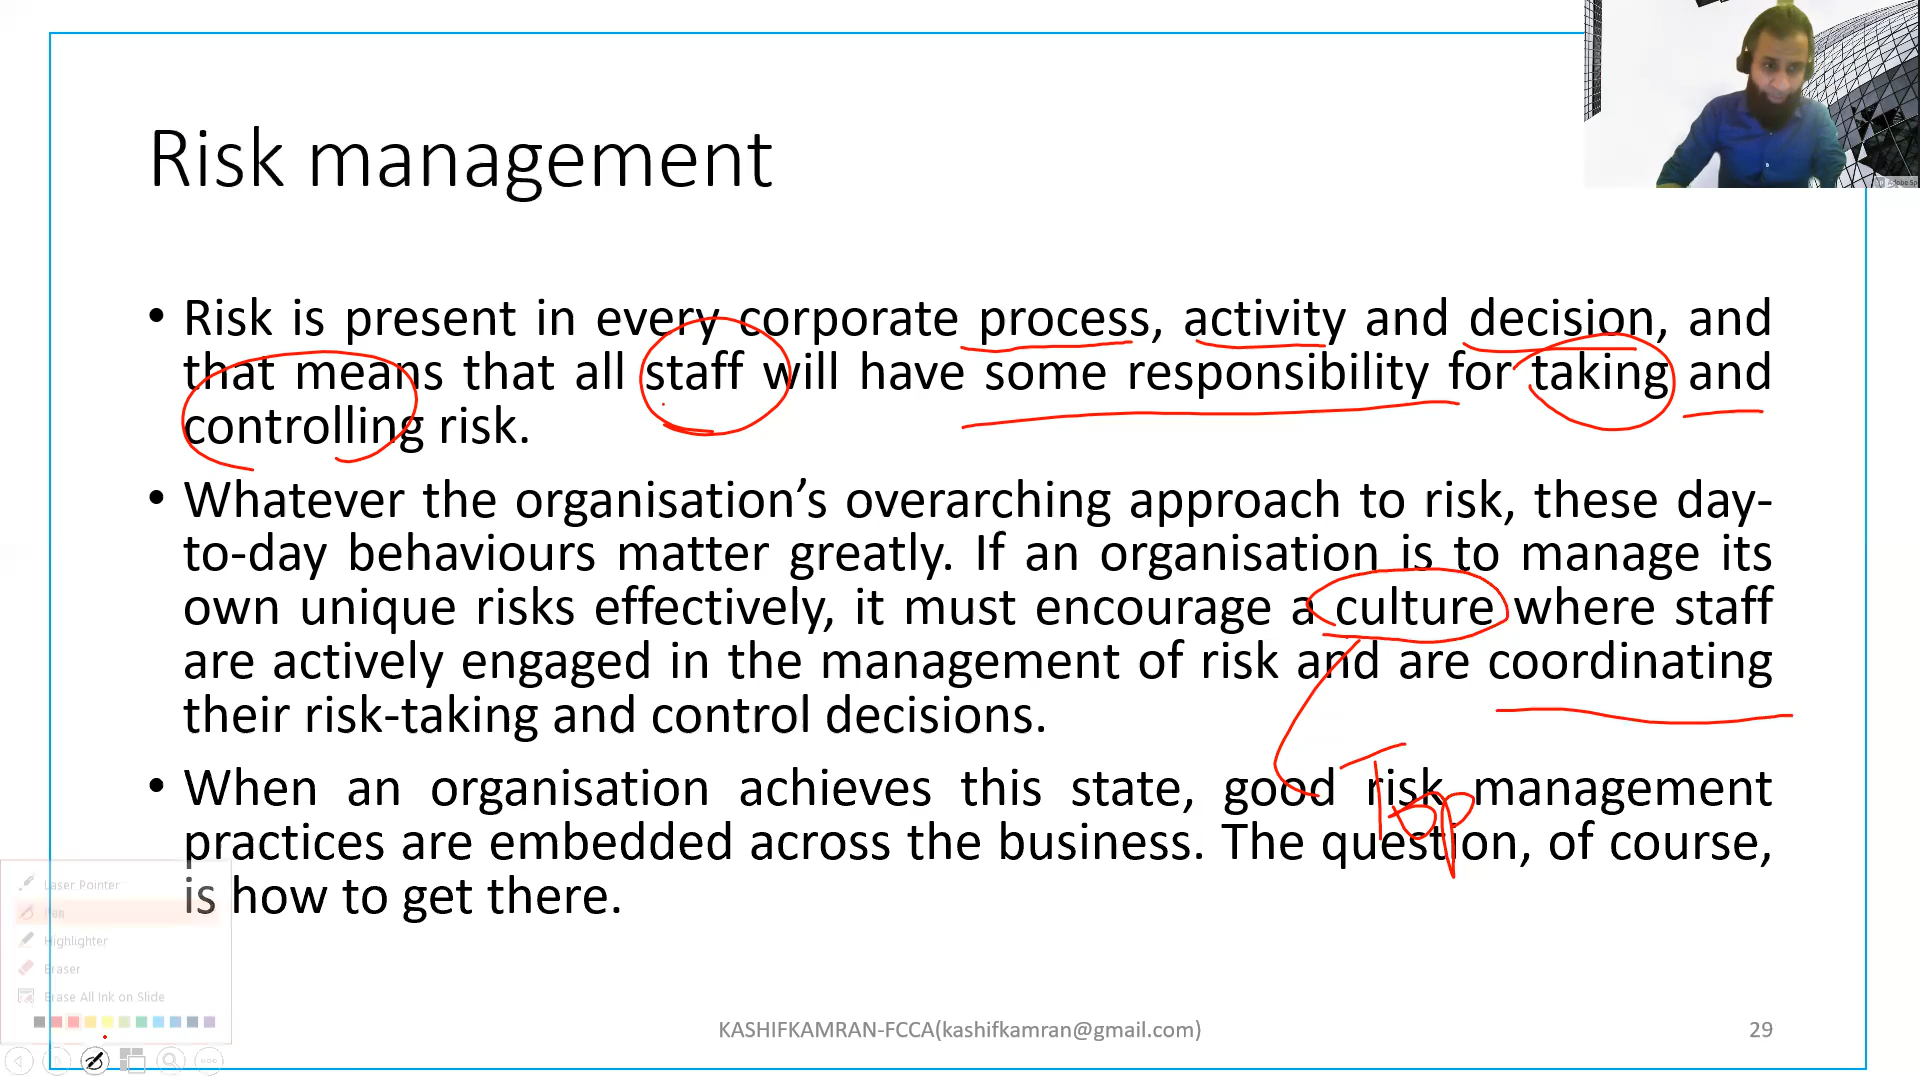 Risk management
• Risk is present in every corporate process, activity and decision, and
that means that all staff will have some responsibility for taking and
controlling risk.
• Whatever the organisation’s overarching approach to risk, these day-
to-day behaviours matter greatly. If an organisation is to manage its
own unique risks effectively, it must encourage a culture where staff
are actively engaged in the management of risk and are coordinating
their risk-taking and control decisions.
Top
• When an organisation achieves this state, good risk management
practices are embedded across the business. The question, of course,
is how to get there.
Laser Pointer
Pen
Highlighter
Eraser
Erase All Ink on Slide
KASHIFKAMRAN-FCCA(kashifkamran@gmail.com)
29